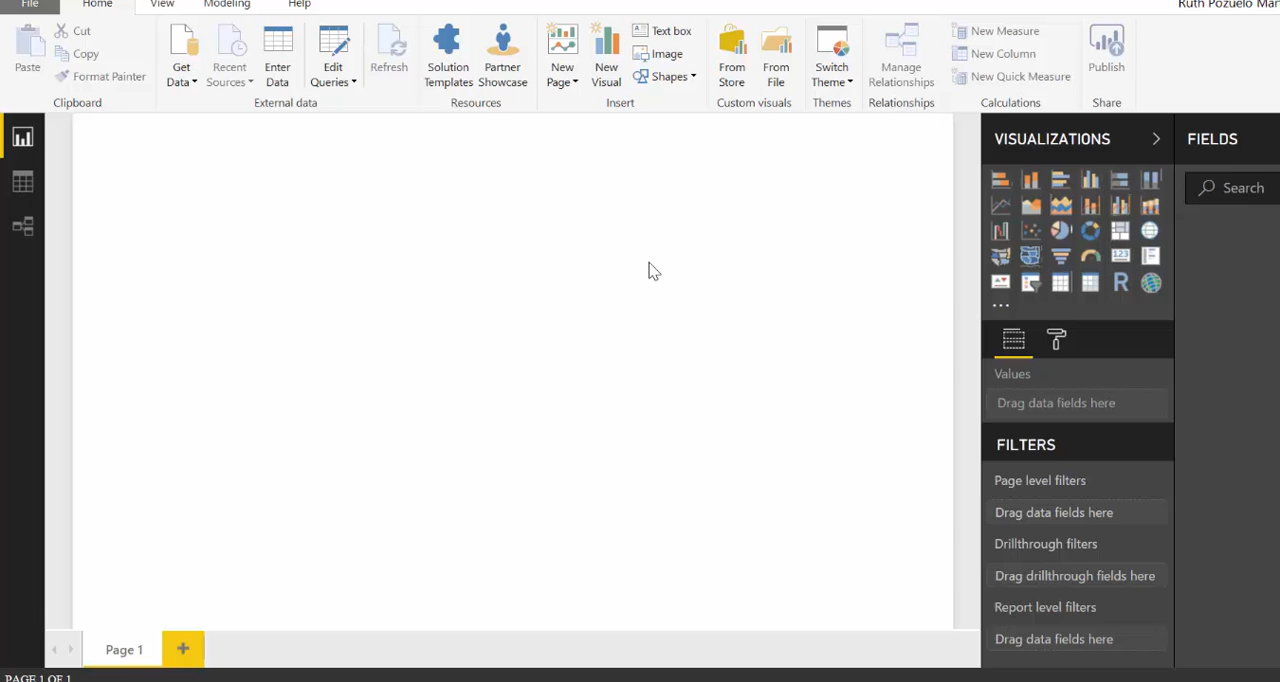 File Home View Modeling Help
Ruth Pozuelo Mar
Paste
Cut
Copy
Format Painter
Clipboard
Get Data
Recent Sources
Enter Data
Edit Queries
External data
Refresh
Solution Templates
Partner Showcase
Resources
New Page
New Visual
Text box
Image
Shapes
Insert
From Store
From File
Custom visuals
Switch Theme
Themes
Manage Relationships
Relationships
New Measure
New Column
New Quick Measure
Calculations
Publish
Share
VISUALIZATIONS
FIELDS
Search
123
R
Values
Drag data fields here
FILTERS
Page level filters
Drag data fields here
Drillthrough filters
Drag drillthrough fields here
Report level filters
Drag data fields here
Page 1
PAGE 1 OF 1